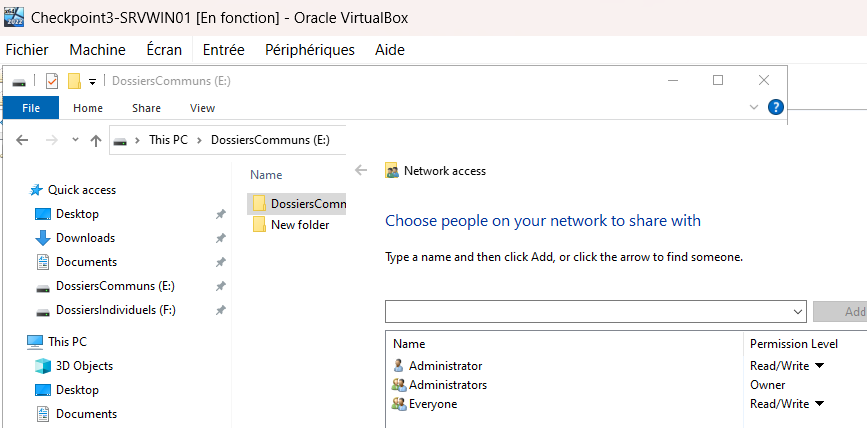 Checkpoint3-SRVWIN01 [En fonction] - Oracle VirtualBox
Fichier Machine Écran Entrée Périphériques Aide
DossiersCommuns (E:)
File Home Share View
This PC > DossiersCommuns (E:)
Name
Network access
Quick access
DossiersComm
Desktop
New folder
Choose people on your network to share with
Downloads
Documents
Type a name and then click Add, or click the arrow to find someone.
DossiersCommuns (E:)
DossiersIndividuels (F:)
Add
This PC
Name Permission Level
3D Objects
Administrator Read/Write
Desktop
Administrators Owner
Documents
Everyone Read/Write